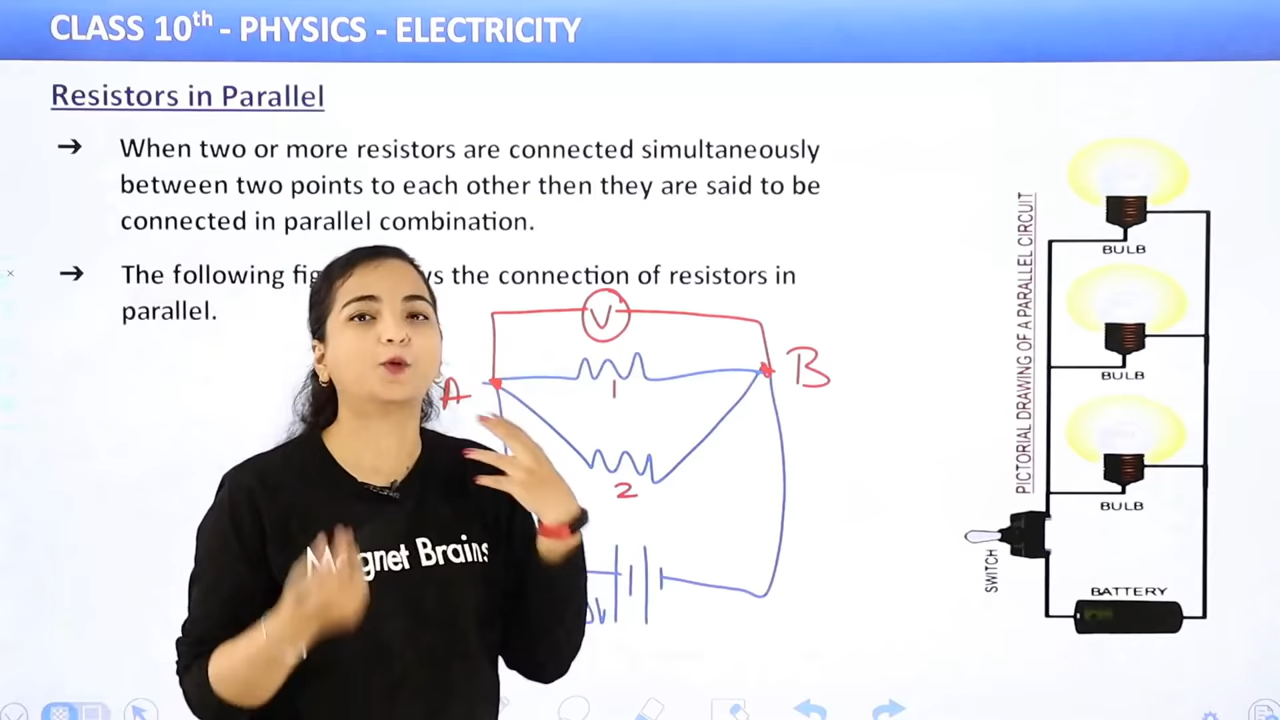 CLASS 10th - PHYSICS - ELECTRICITY
Resistors in Parallel
➔ When two or more resistors are connected simultaneously
between two points to each other then they are said to be
connected in parallel combination.
➔ The following the connection of resistors in
parallel.
V
1
A
B
2
Magnet Brains
PICTORIAL DRAWING OF A PARALLEL CIRCUIT
BULB
BULB
BULB
SWITCH
BATTERY